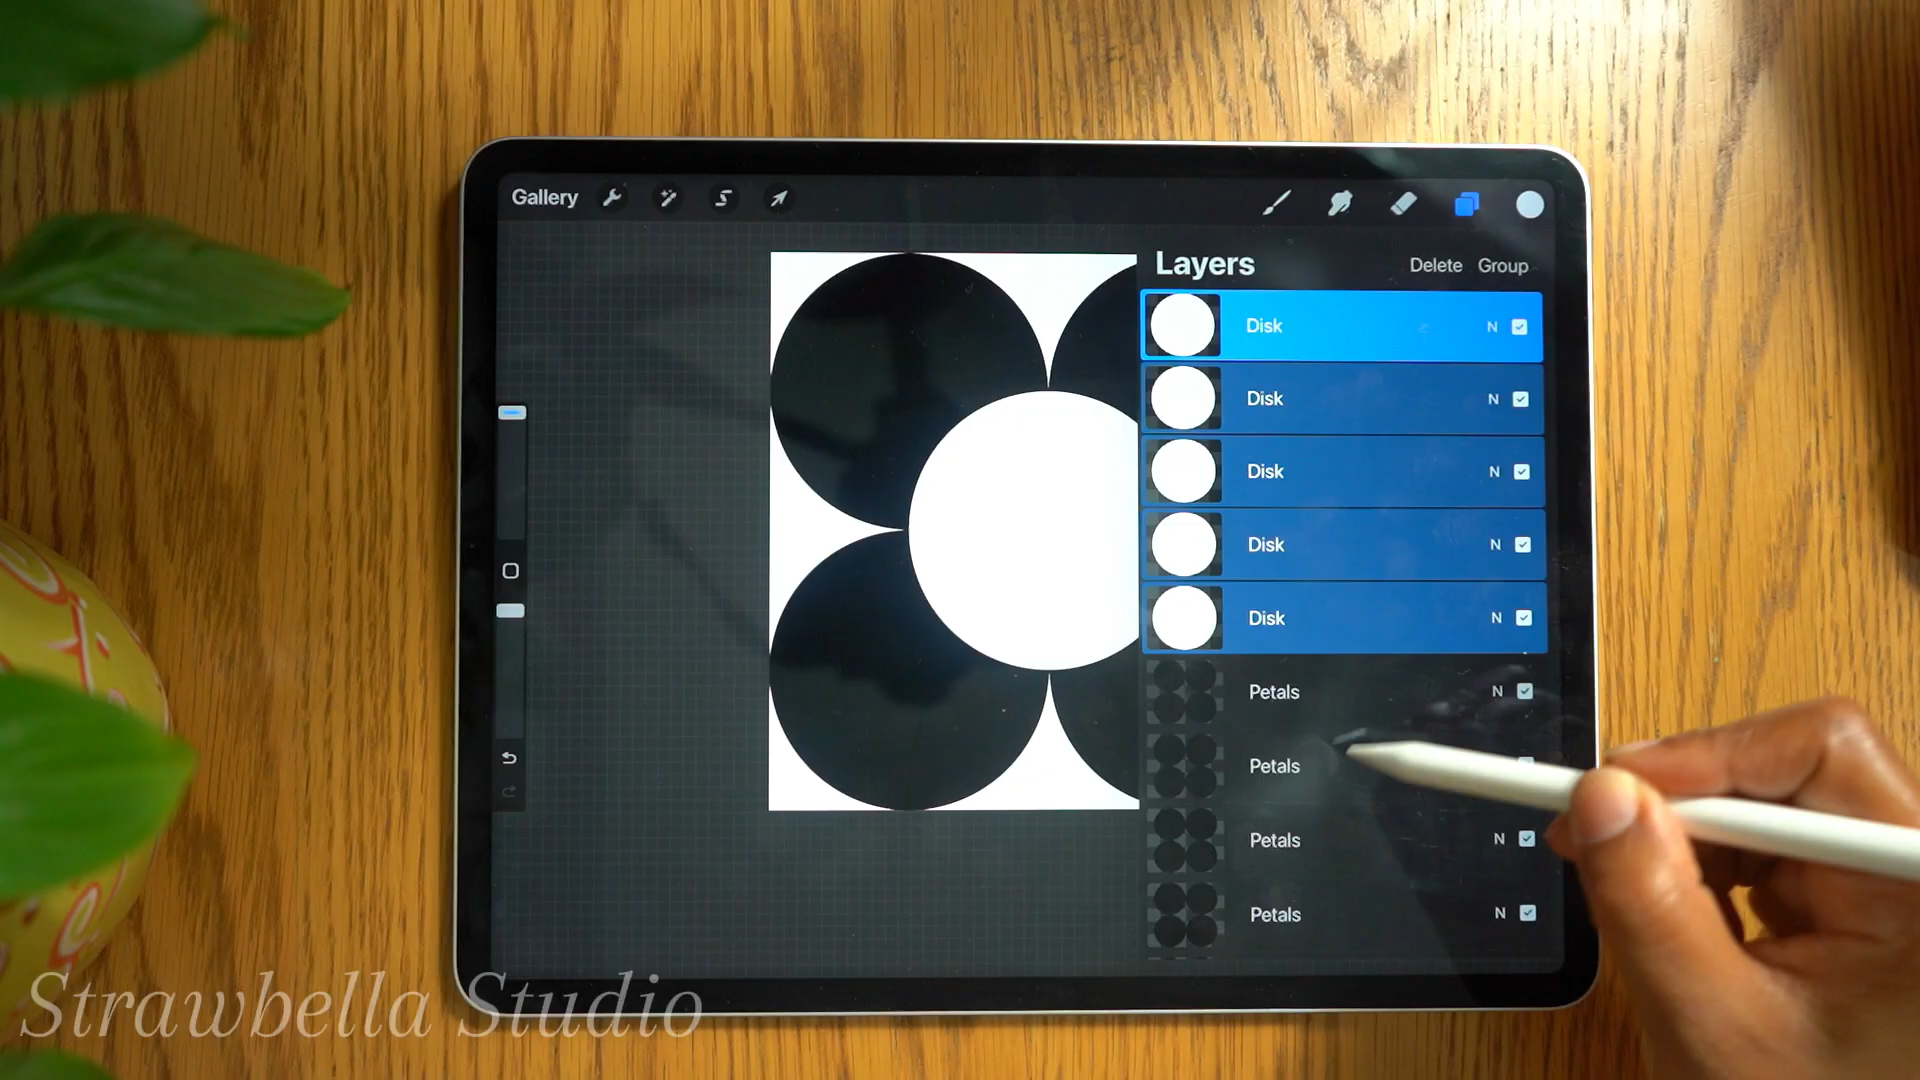 Gallery
Layers
Delete Group
Disk N
Disk N
Disk N
Disk N
Disk N
Petals N
Petals
Petals N
Petals N
Strawbella Studio